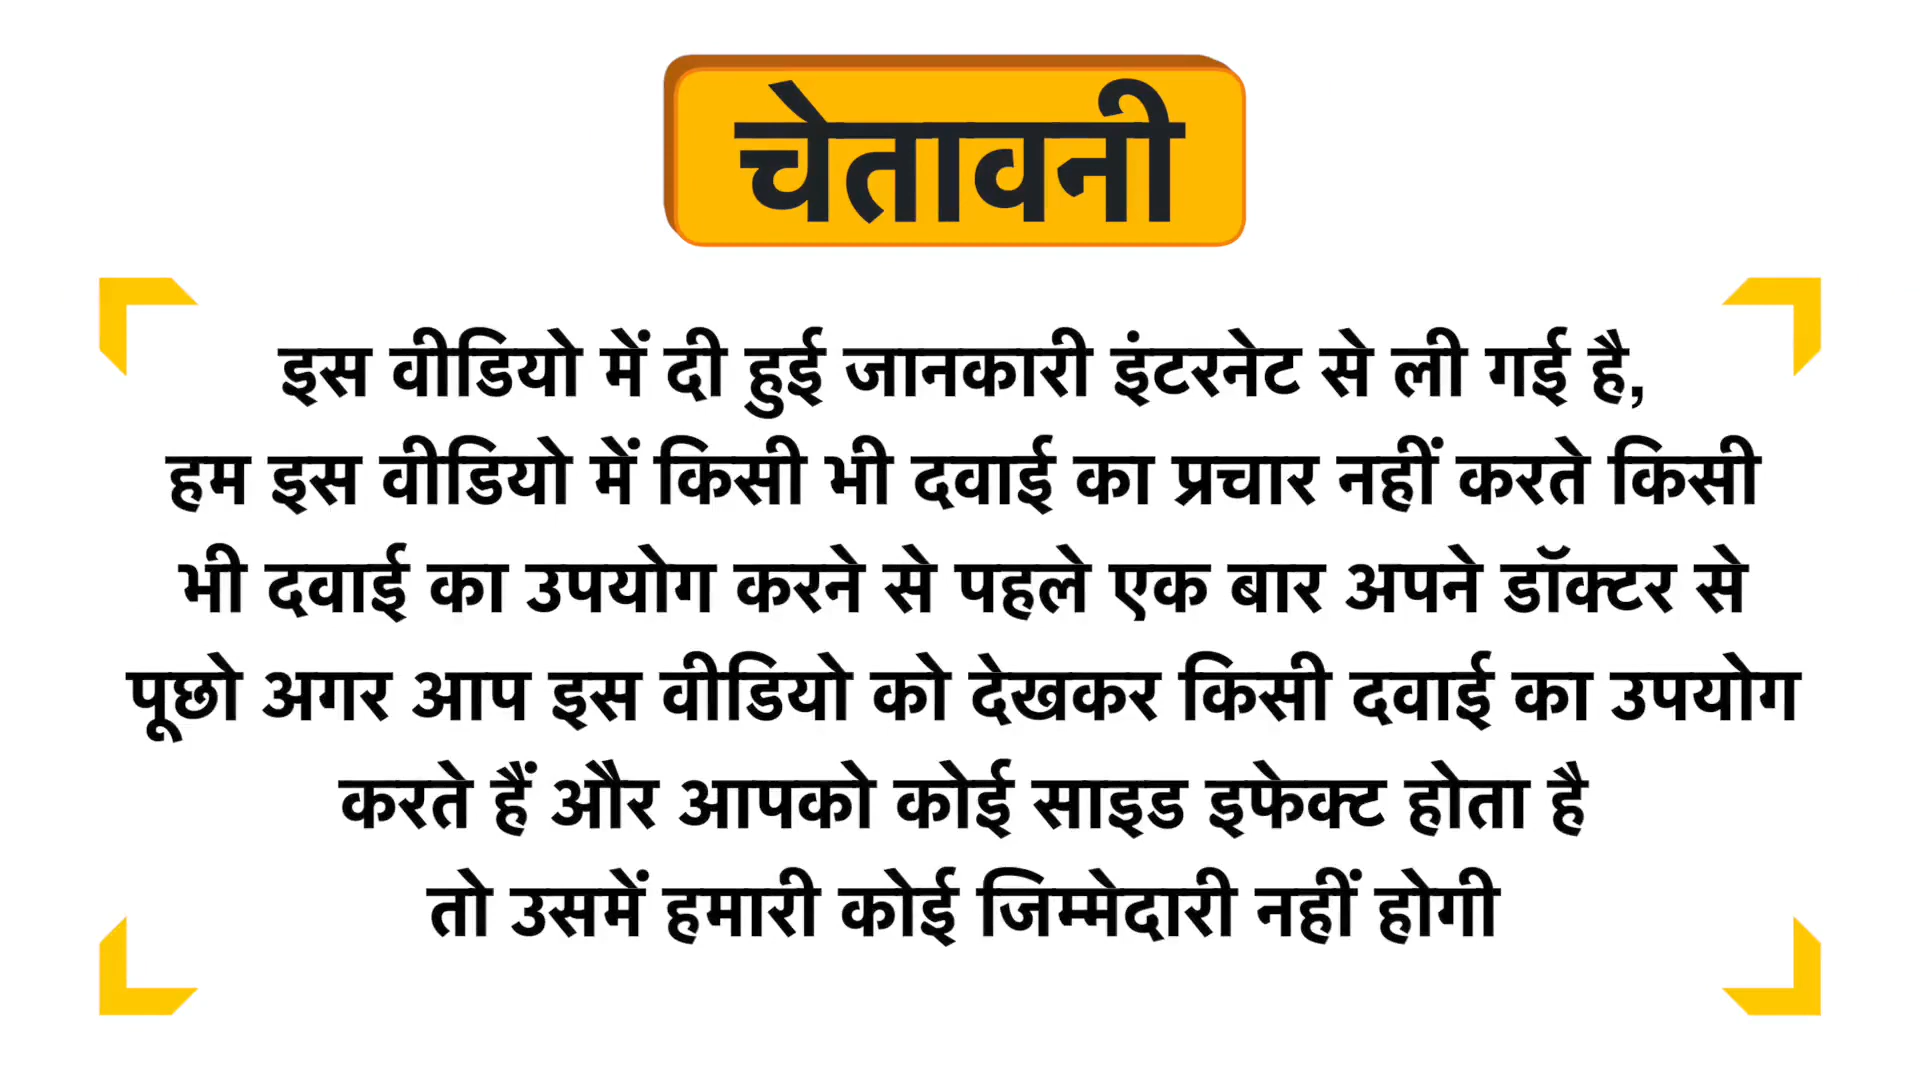 चेतावनी
इस वीडियो में दी हुई जानकारी इंटरनेट से ली गई है,
हम इस वीडियो में किसी भी दवाई का प्रचार नहीं करते किसी
भी दवाई का उपयोग करने से पहले एक बार अपने डॉक्टर से
पूछो अगर आप इस वीडियो को देखकर किसी दवाई का उपयोग
करते हैं और आपको कोई साइड इफेक्ट होता है
तो उसमें हमारी कोई जिम्मेदारी नहीं होगी